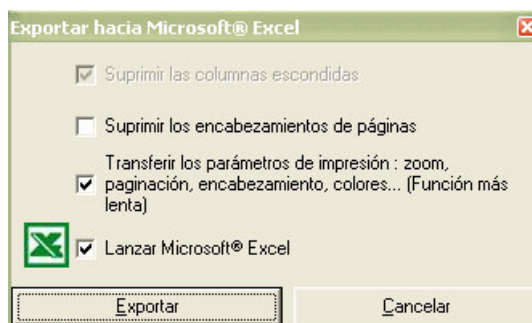 Exportar hacia Microsoft® Excel
Suprimir las columnas escondidas
Suprimir los encabezamientos de páginas
Transferir los parámetros de impresión : zoom,
paginación, encabezamiento, colores... (Función más
lenta)
Lanzar Microsoft® Excel
Exportar
Cancelar